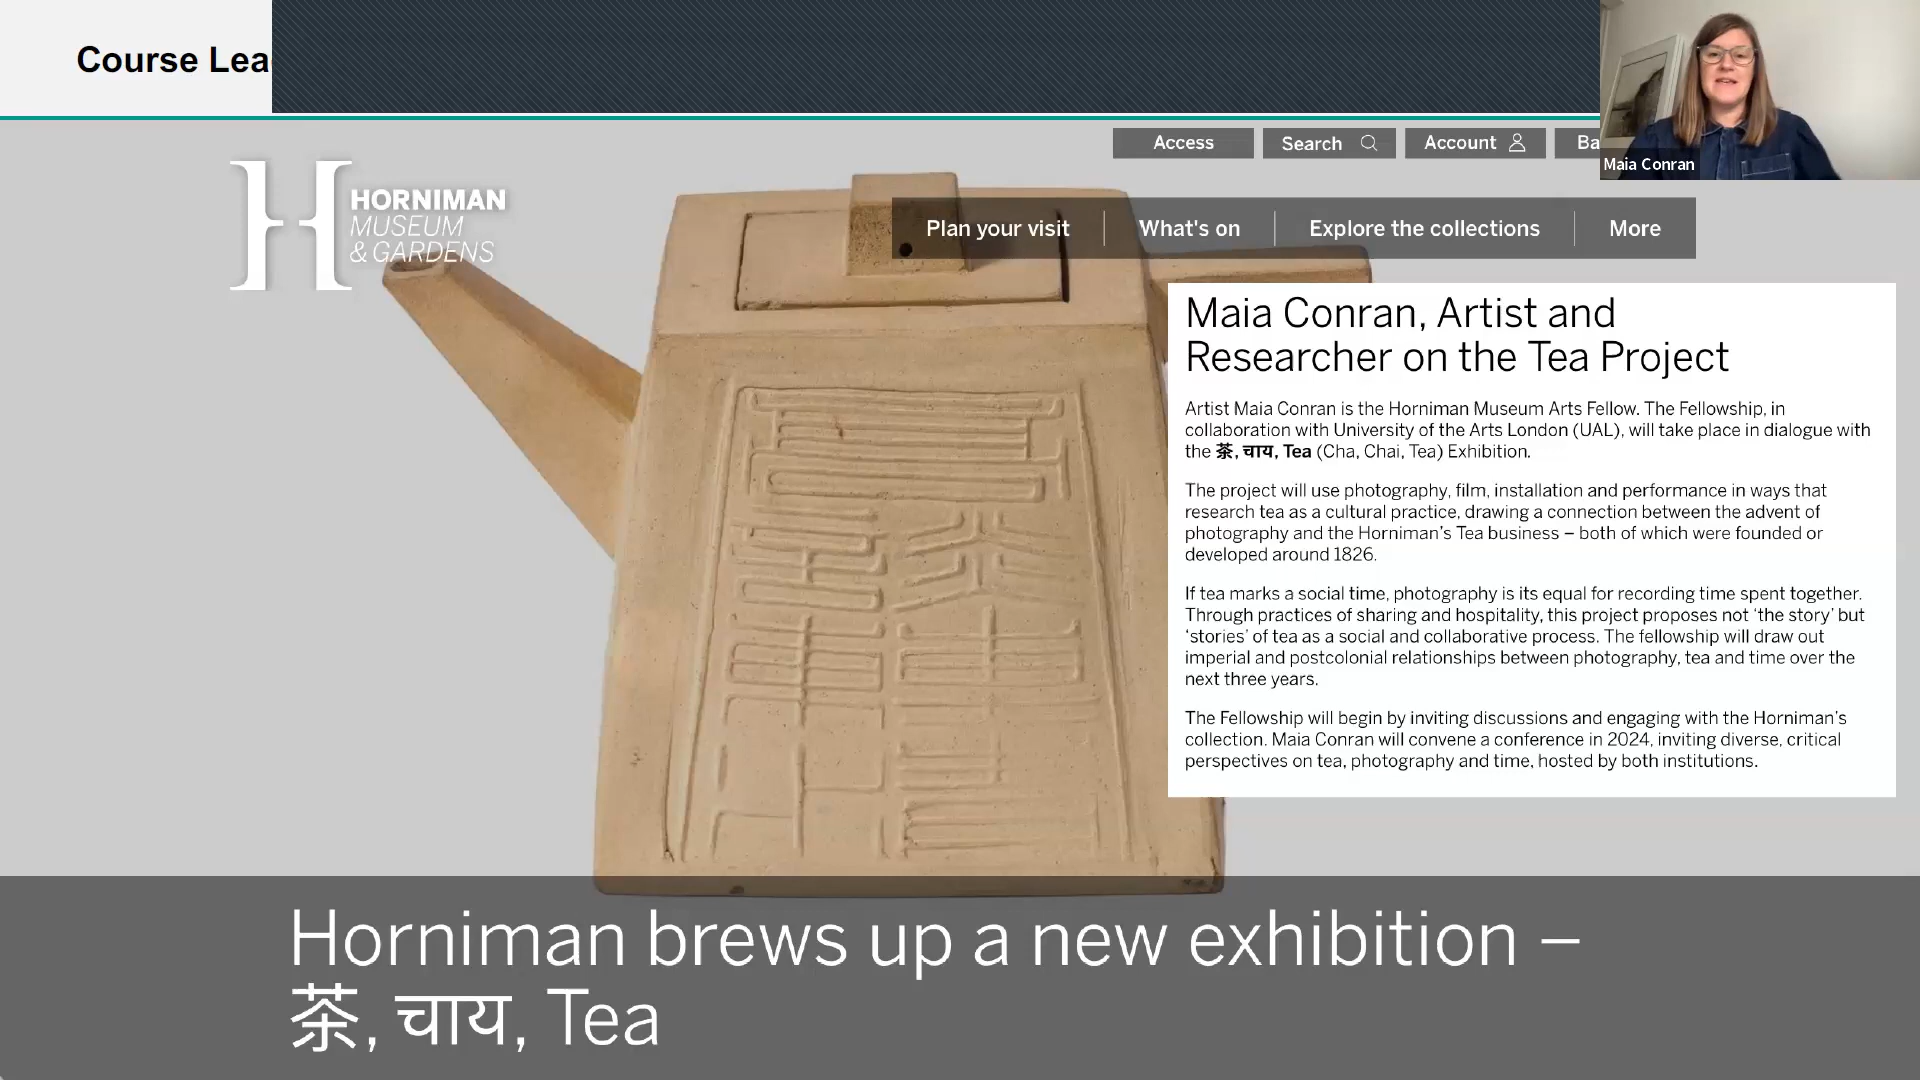 Course Lea
Maia Conran
Access
Search
Account
Ba
HORNIMAN
MUSEUM
& GARDENS
Plan your visit
What's on
Explore the collections
More
Maia Conran, Artist and
Researcher on the Tea Project
Artist Maia Conran is the Horniman Museum Arts Fellow. The Fellowship, in
collaboration with University of the Arts London (UAL), will take place in dialogue with
the 茶, चाय, Tea (Cha, Chai, Tea) Exhibition.
The project will use photography, film, installation and performance in ways that
research tea as a cultural practice, drawing a connection between the advent of
photography and the Horniman’s Tea business – both of which were founded or
developed around 1826.
If tea marks a social time, photography is its equal for recording time spent together.
Through practices of sharing and hospitality, this project proposes not ‘the story’ but
‘stories’ of tea as a social and collaborative process. The fellowship will draw out
imperial and postcolonial relationships between photography, tea and time over the
next three years.
The Fellowship will begin by inviting discussions and engaging with the Horniman’s
collection. Maia Conran will convene a conference in 2024, inviting diverse, critical
perspectives on tea, photography and time, hosted by both institutions.
Horniman brews up a new exhibition –
茶, चाय, Tea